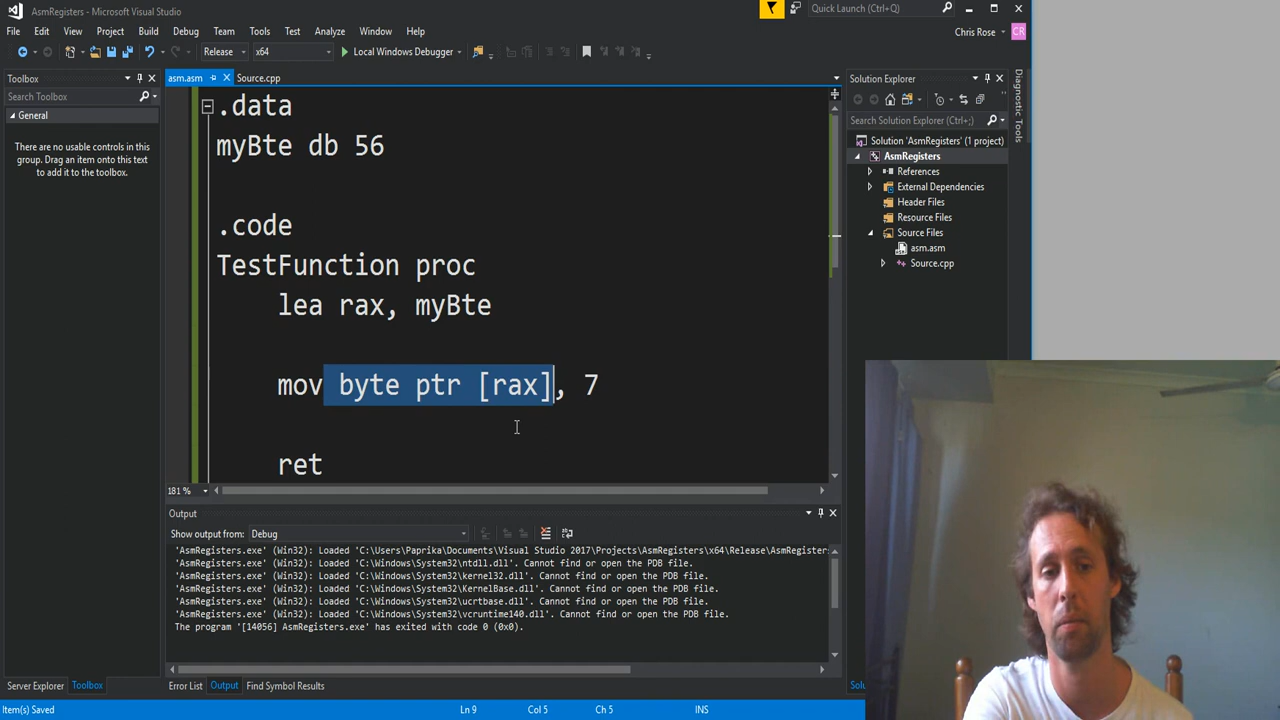 AsmRegisters - Microsoft Visual Studio
Quick Launch (Ctrl+Q)
File Edit View Project Build Debug Team Tools Test Analyze Window Help
Chris Rose CR
Release x64 Local Windows Debugger
Toolbox
Search Toolbox
General
There are no usable controls in this
group. Drag an item onto this text
to add it to the toolbox.
asm.asm Source.cpp
.data
myBte db 56
.code
TestFunction proc
lea rax, myBte
mov byte ptr [rax], 7
ret
181 %
Solution Explorer
Search Solution Explorer (Ctrl+;)
Solution 'AsmRegisters' (1 project)
AsmRegisters
References
External Dependencies
Header Files
Resource Files
Source Files
asm.asm
Source.cpp
Diagnostic Tools
Output
Show output from: Debug
'AsmRegisters.exe' (Win32): Loaded 'C:\Users\Paprika\Documents\Visual Studio 2017\Projects\AsmRegisters\x64\Release\AsmRegisters
'AsmRegisters.exe' (Win32): Loaded 'C:\Windows\System32\ntdll.dll'. Cannot find or open the PDB file.
'AsmRegisters.exe' (Win32): Loaded 'C:\Windows\System32\kernel32.dll'. Cannot find or open the PDB file.
'AsmRegisters.exe' (Win32): Loaded 'C:\Windows\System32\KernelBase.dll'. Cannot find or open the PDB file.
'AsmRegisters.exe' (Win32): Loaded 'C:\Windows\System32\ucrtbase.dll'. Cannot find or open the PDB file.
'AsmRegisters.exe' (Win32): Loaded 'C:\Windows\System32\vcruntime140.dll'. Cannot find or open the PDB file.
The program '[14056] AsmRegisters.exe' has exited with code 0 (0x0).
Server Explorer Toolbox
Error List Output Find Symbol Results
Solu
Item(s) Saved
Ln 9 Col 5 Ch 5 INS